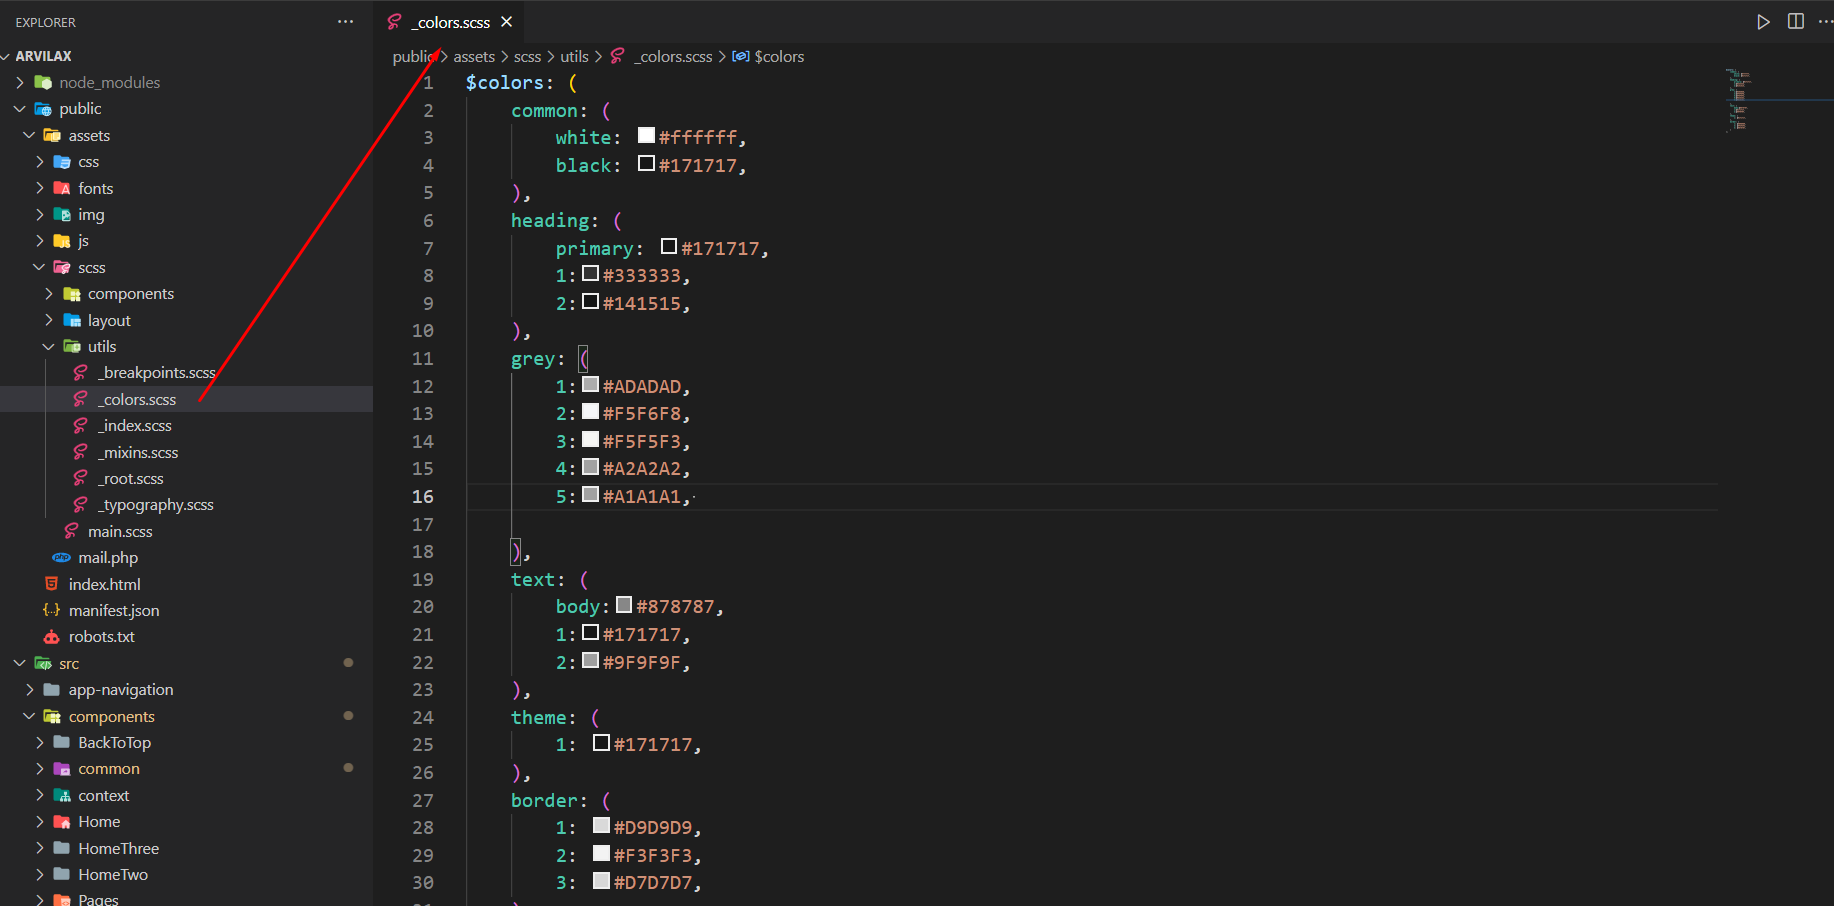 EXPLORER
ARVILAX
node_modules
public
assets
css
fonts
img
js
scss
components
layout
utils
_breakpoints.scss
_colors.scss
_index.scss
_mixins.scss
_root.scss
_typography.scss
main.scss
php mail.php
index.html
manifest.json
robots.txt
src
app-navigation
components
BackToTop
common
context
Home
HomeThree
HomeTwo
Pages
_colors.scss
public > assets > scss > utils > _colors.scss > $colors
1 $colors: (
2 common: (
3 white: #ffffff,
4 black: #171717,
5 ),
6 heading: (
7 primary: #171717,
8 1: #333333,
9 2: #141515,
10 ),
11 grey: (
12 1: #ADADAD,
13 2: #F5F6F8,
14 3: #F5F5F3,
15 4: #A2A2A2,
16 5: #A1A1A1,
17
18 ),
19 text: (
20 body: #878787,
21 1: #171717,
22 2: #9F9F9F,
23 ),
24 theme: (
25 1: #171717,
26 ),
27 border: (
28 1: #D9D9D9,
29 2: #F3F3F3,
30 3: #D7D7D7,